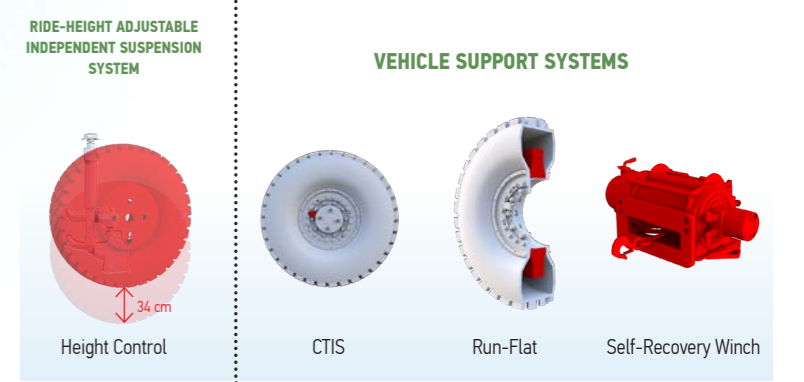 RIDE-HEIGHT ADJUSTABLE
INDEPENDENT SUSPENSION
SYSTEM
34 cm
Height Control
VEHICLE SUPPORT SYSTEMS
CTIS
Run-Flat
Self-Recovery Winch